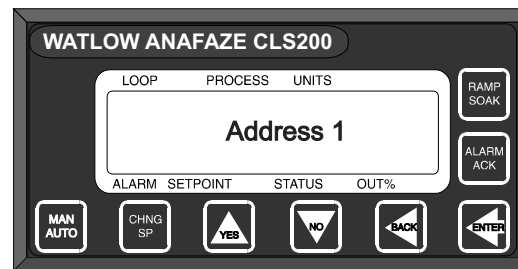 WATLOW ANAFAZE CLS200
LOOP PROCESS UNITS
Address 1
ALARM SETPOINT STATUS OUT%
RAMP
SOAK
ALARM
ACK
MAN
AUTO
CHNG
SP
YES
NO
BACK
ENTER